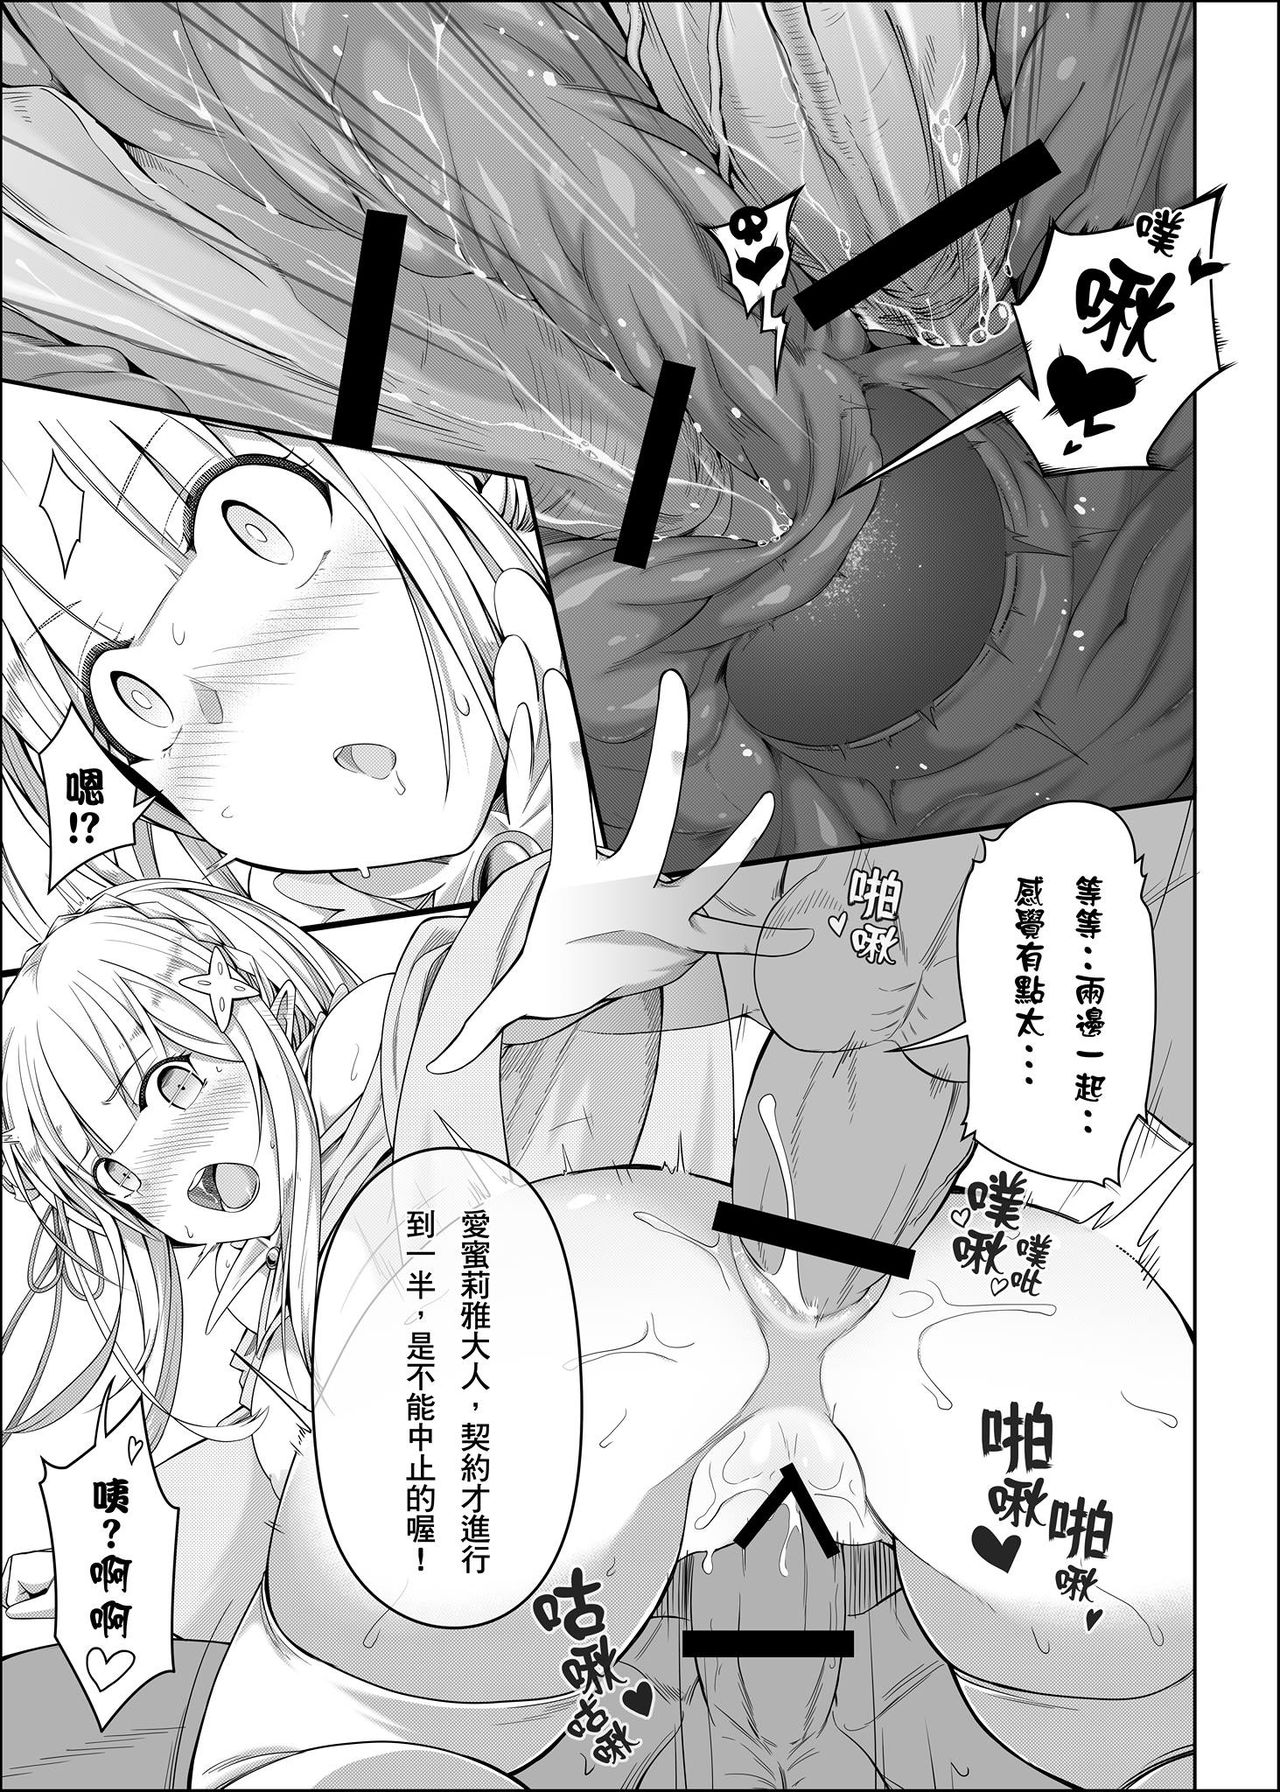 噗
啾
嗯!?
等等‥兩邊一起‥
感覺有點太‥‥
啪
啾
噗
啾
噗
呲
愛蜜莉雅大人，契約才進行
到一半，是不能中止的喔！
啪
啾
啪
啾
咦?啊啊
咕
啾
咕
啾